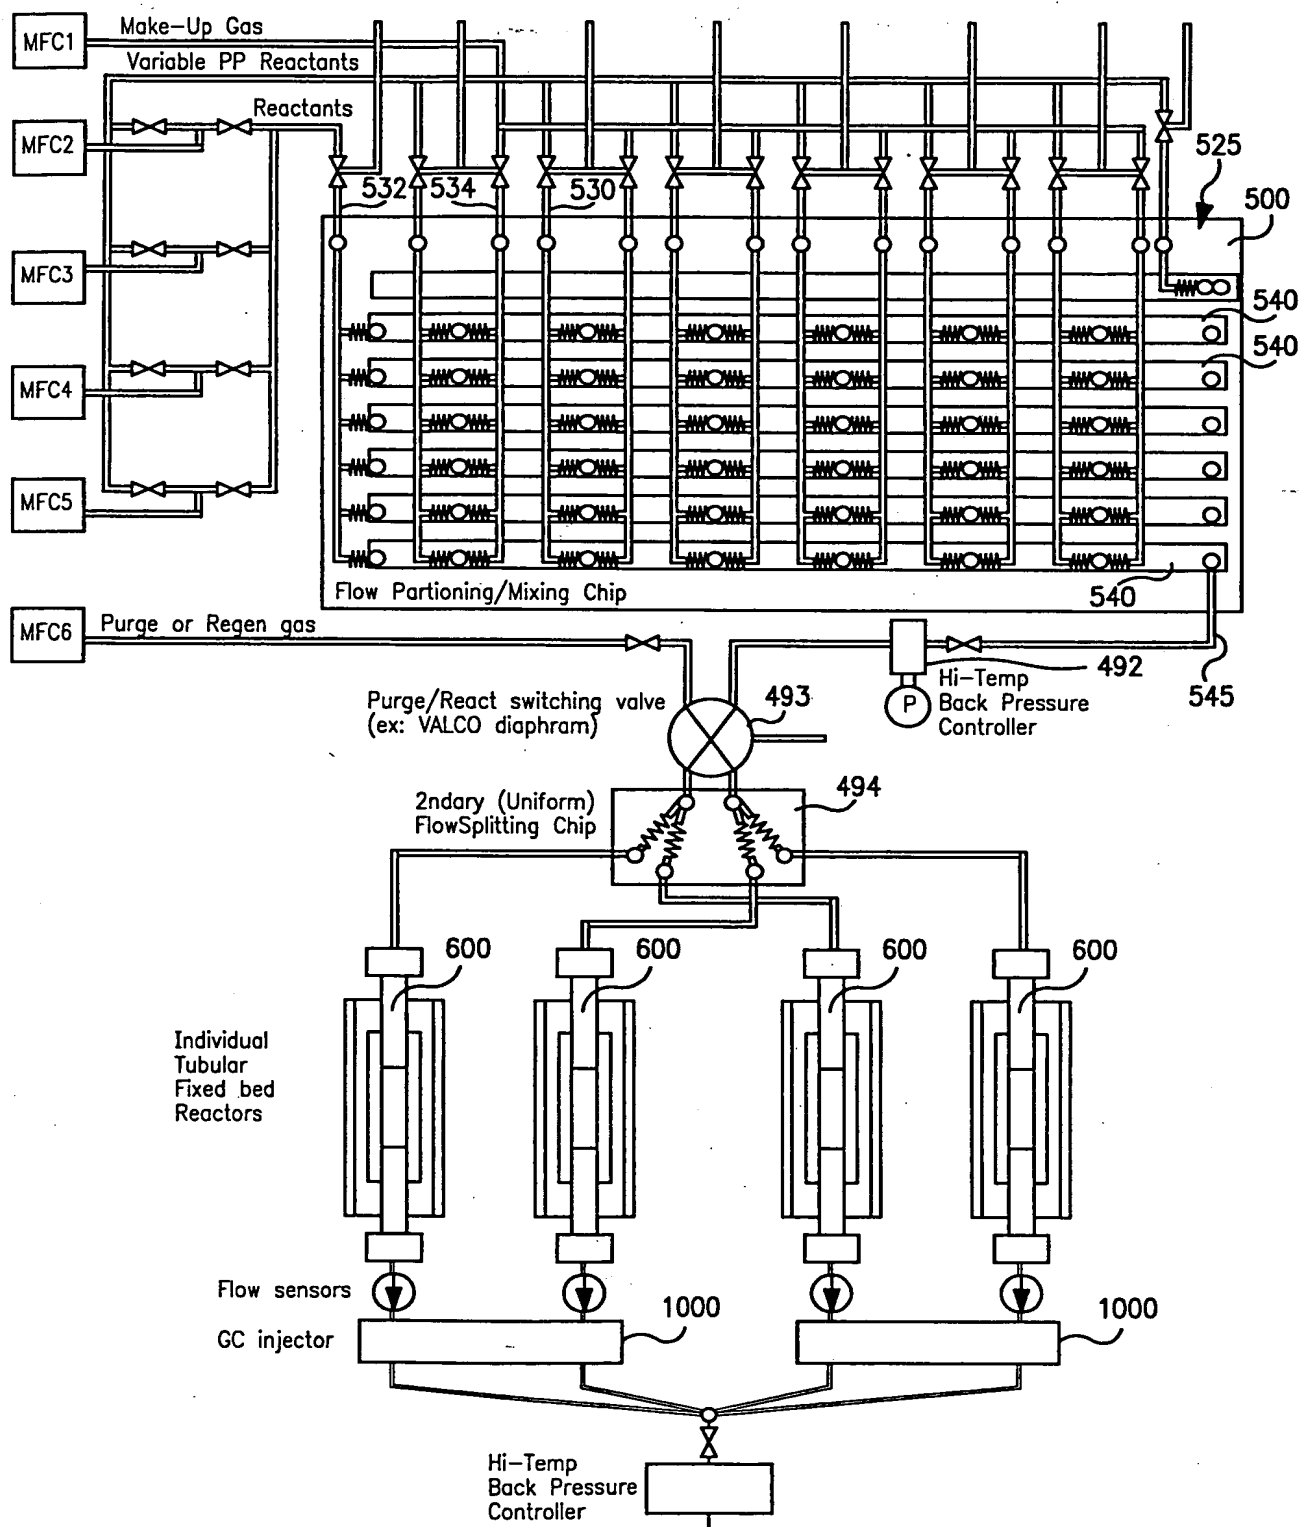 MFC1
Make-Up Gas
Variable PP Reactants
Reactants
MFC2
532
534
530
525
500
MFC3
540
540
MFC4
MFC5
540
Flow Partioning/Mixing Chip
MFC6
Purge or Regen gas
492
545
Hi-Temp
Back Pressure
Controller
P
Purge/React switching valve
(ex: VALCO diaphram)
493
2ndary (Uniform)
FlowSplitting Chip
494
600
600
600
600
Individual
Tubular
Fixed bed
Reactors
Flow sensors
GC injector
1000
1000
Hi-Temp
Back Pressure
Controller